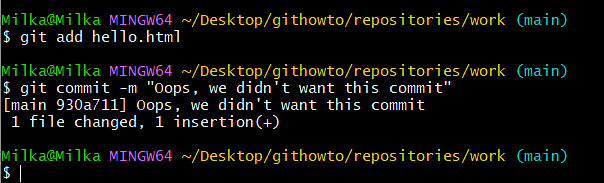 Milka@Milka MINGW64 ~/Desktop/githowto/repositories/work (main)
$ git add hello.html
Milka@Milka MINGW64 ~/Desktop/githowto/repositories/work (main)
$ git commit -m "Oops, we didn't want this commit"
[main 930a711] Oops, we didn't want this commit
 1 file changed, 1 insertion(+)
Milka@Milka MINGW64 ~/Desktop/githowto/repositories/work (main)
$